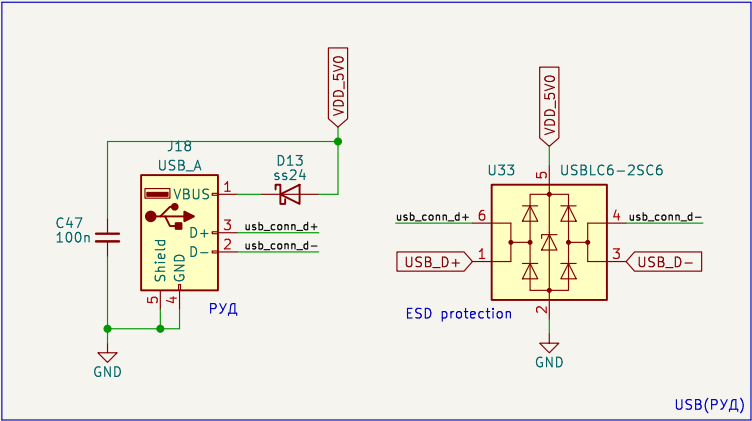 VDD_5V0
J18
USB_A
D13
ss24
VBUS
1
C47
100n
D+
3
usb_conn_d+
D-
2
usb_conn_d-
Shield
GND
5
4
РУД
GND
VDD_5V0
U33
5
USBLC6-2SC6
usb_conn_d+
6
4
usb_conn_d-
USB_D+
1
3
USB_D-
2
ESD protection
GND
USB(РУД)